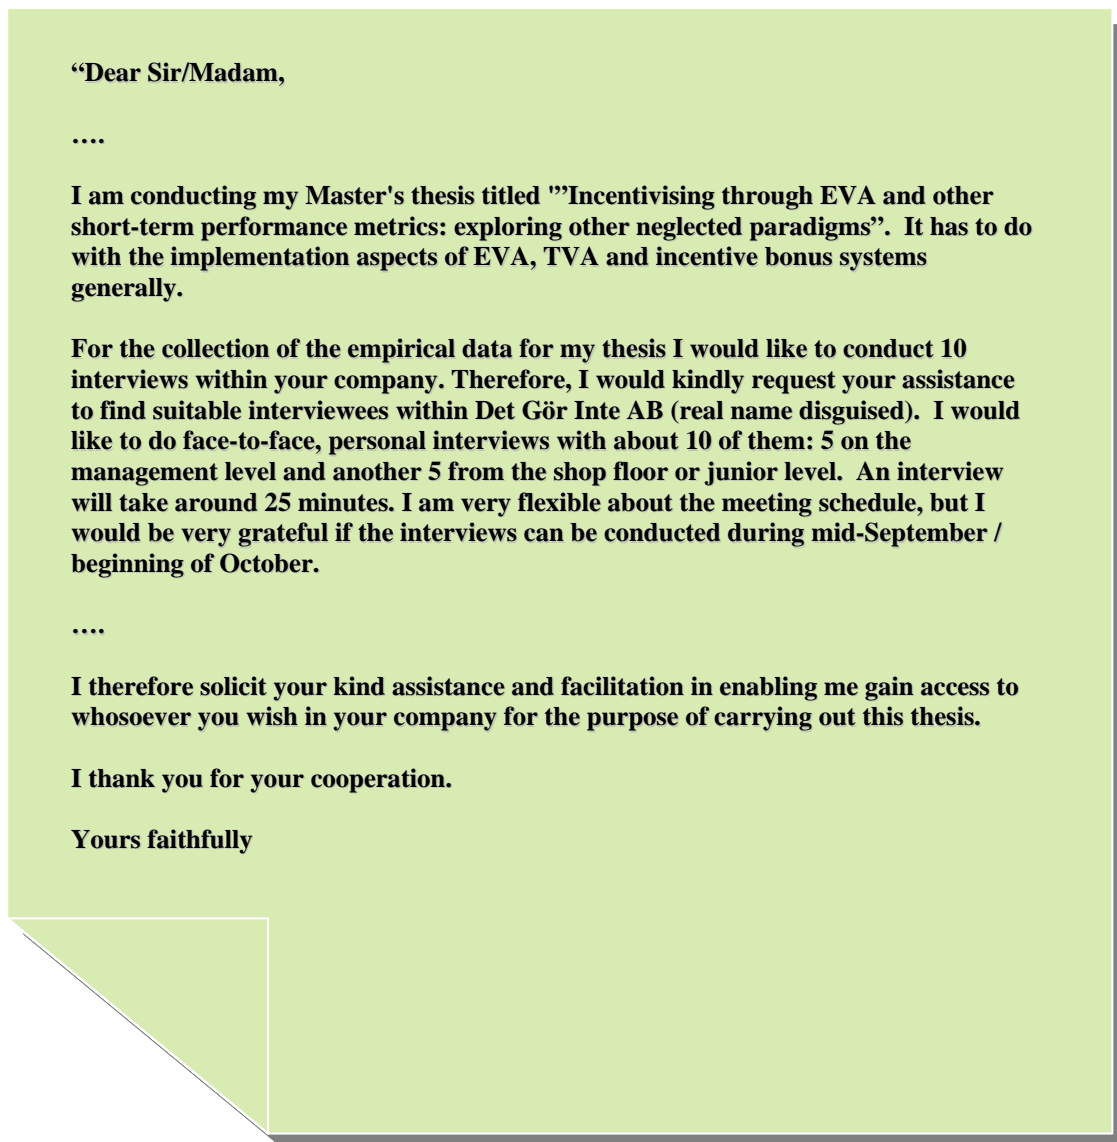 “Dear Sir/Madam,
….
I am conducting my Master's thesis titled "”Incentivising through EVA and other
short-term performance metrics: exploring other neglected paradigms”.  It has to do
with the implementation aspects of EVA, TVA and incentive bonus systems
generally.
For the collection of the empirical data for my thesis I would like to conduct 10
interviews within your company. Therefore, I would kindly request your assistance
to find suitable interviewees within Det Gör Inte AB (real name disguised).  I would
like to do face-to-face, personal interviews with about 10 of them: 5 on the
management level and another 5 from the shop floor or junior level.  An interview
will take around 25 minutes. I am very flexible about the meeting schedule, but I
would be very grateful if the interviews can be conducted during mid-September /
beginning of October.
….
I therefore solicit your kind assistance and facilitation in enabling me gain access to
whosoever you wish in your company for the purpose of carrying out this thesis.
I thank you for your cooperation.
Yours faithfully